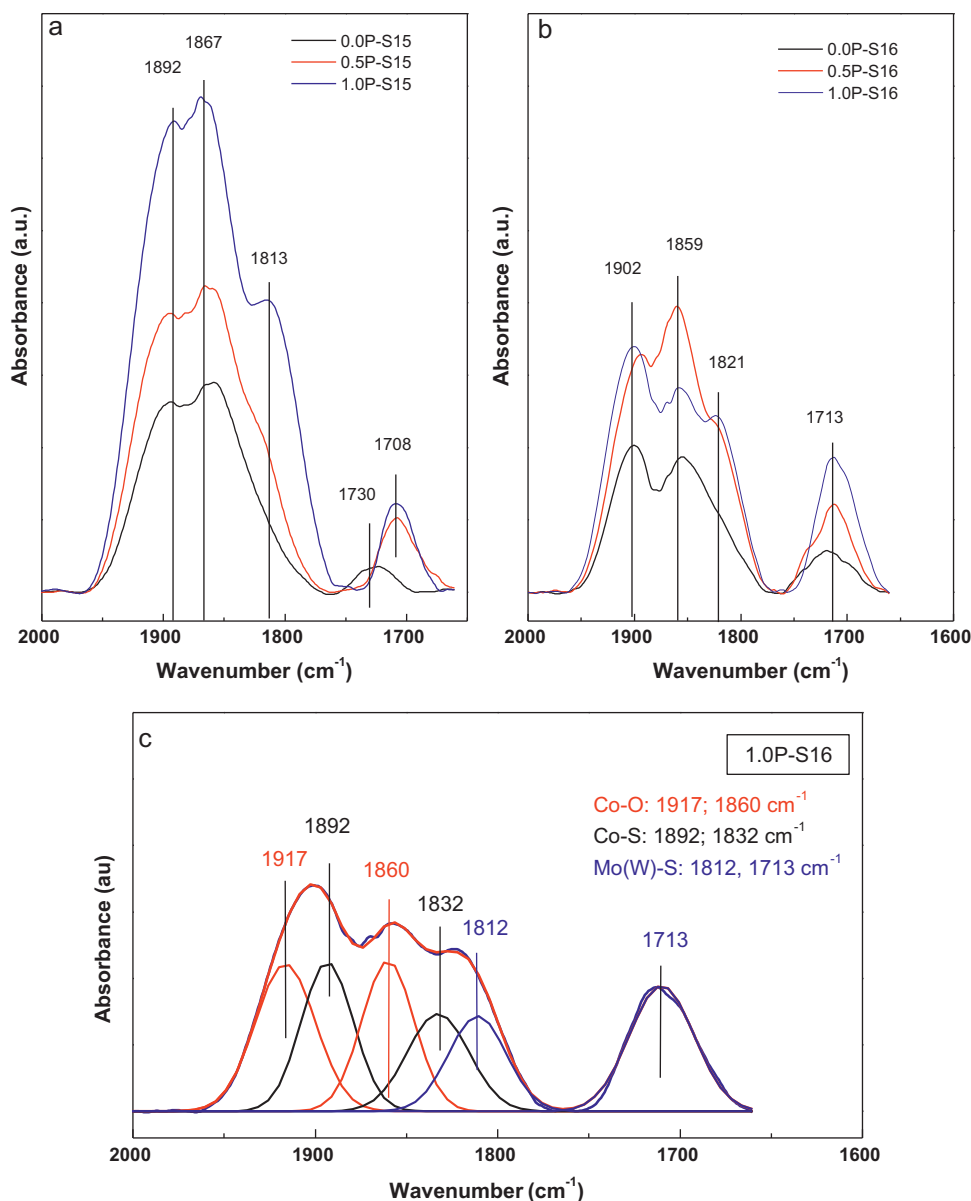 a
1867
1892
0.0P-S15
0.5P-S15
1.0P-S15
1813
1730
1708
Absorbance (a.u.)
2000
1900
1800
1700
Wavenumber (cm⁻¹)
b
0.0P-S16
0.5P-S16
1.0P-S16
1902
1859
1821
1713
Absorbance (a.u.)
2000
1900
1800
1700
1600
Wavenumber (cm⁻¹)
c
1.0P-S16
Co-O: 1917; 1860 cm⁻¹
Co-S: 1892; 1832 cm⁻¹
Mo(W)-S: 1812, 1713 cm⁻¹
1917
1892
1860
1832
1812
1713
Absorbance (au)
2000
1900
1800
1700
1600
Wavenumber (cm⁻¹)